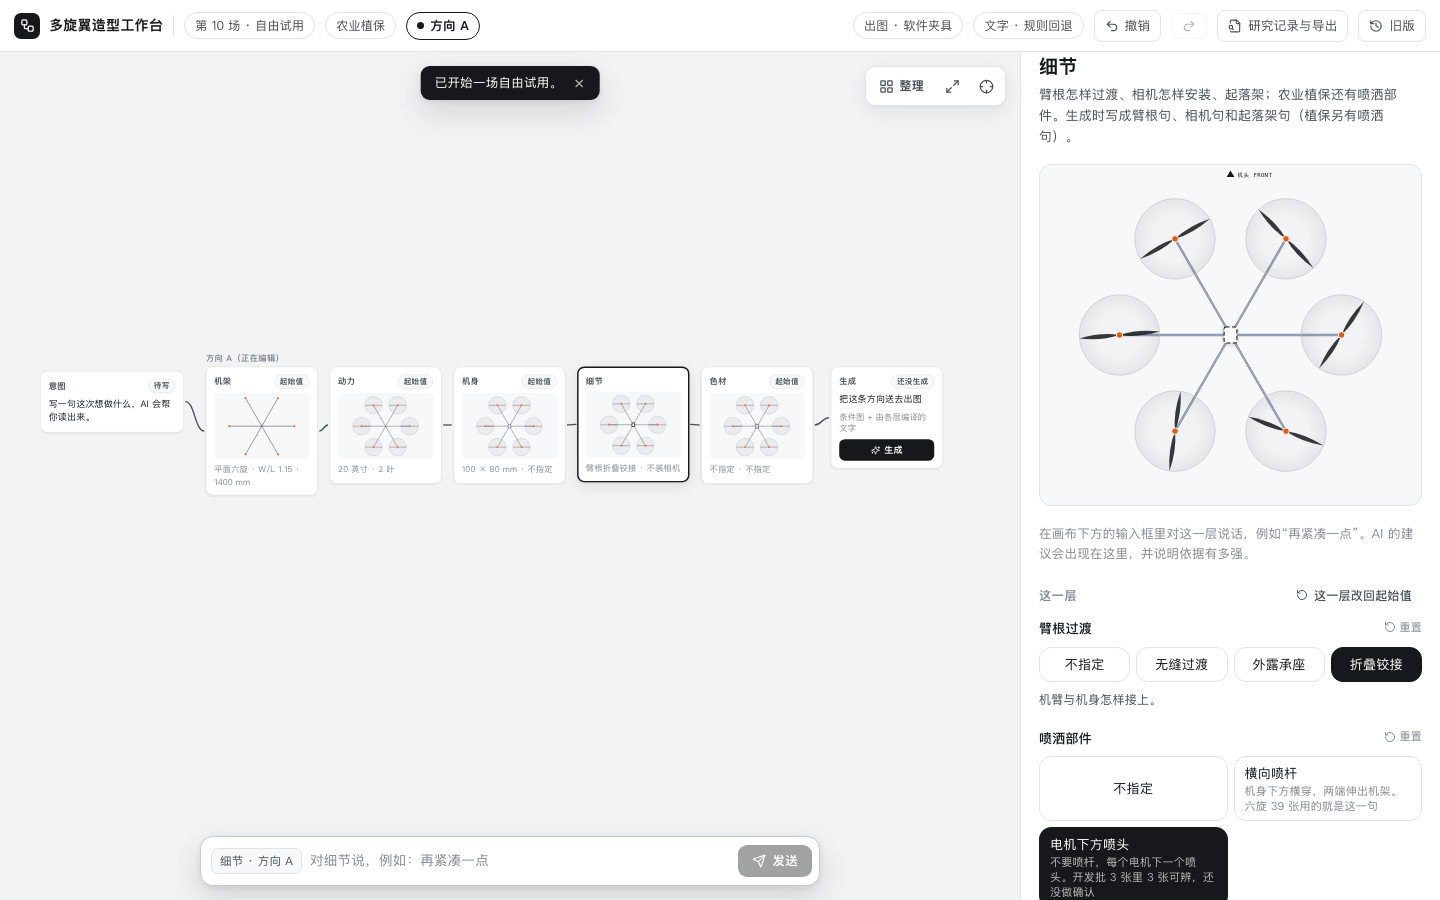 多旋翼造型工作台
第 10 场 · 自由试用
农业植保
方向 A
出图 · 软件夹具
文字 · 规则回退
撤销
研究记录与导出
旧版
已开始一场自由试用。
整理
方向 A（正在编辑）
意图
待写
写一句这次想做什么，AI 会帮
你读出来。
机架
起始值
平面六旋 · W/L 1.15 ·
1400 mm
动力
起始值
20 英寸 · 2 叶
机身
起始值
100 × 80 mm · 不指定
细节
起始值
臂根折叠铰接 · 不装相机
色材
起始值
不指定 · 不指定
生成
还没生成
把这条方向送去出图
条件图 + 由各层编译的
文字
生成
细节 · 方向 A
对细节说，例如：再紧凑一点
发送
细节
臂根怎样过渡、相机怎样安装、起落架；农业植保还有喷洒部
件。生成时写成臂根句、相机句和起落架句（植保另有喷洒
句）。
机头 FRONT
在画布下方的输入框里对这一层说话，例如“再紧凑一点”。AI 的建
议会出现在这里，并说明依据有多强。
这一层
这一层改回起始值
臂根过渡
重置
不指定
无缝过渡
外露承座
折叠铰接
机臂与机身怎样接上。
喷洒部件
重置
不指定
横向喷杆
机身下方横穿，两端伸出机架。
六旋 39 张用的就是这一句
电机下方喷头
不要喷杆，每个电机下一个喷
头。开发批 3 张里 3 张可辨，还
没做确认